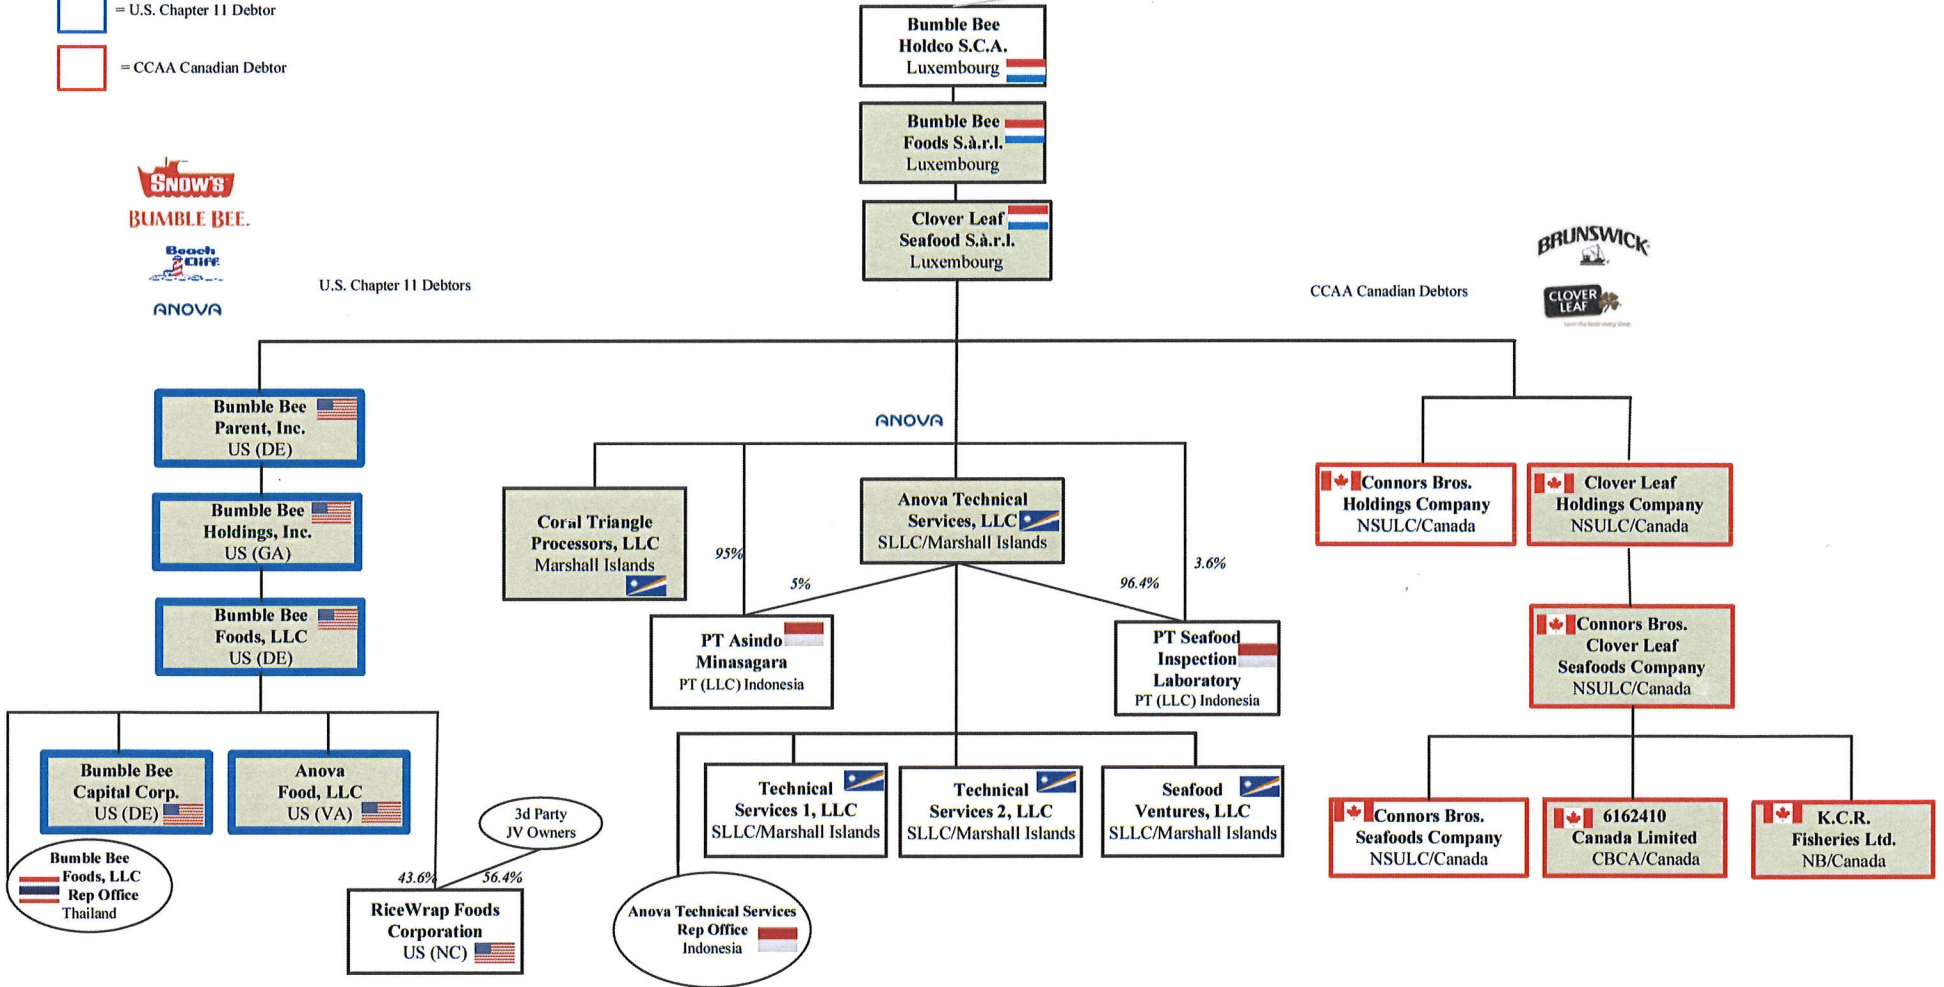 = U.S. Chapter 11 Debtor
= CCAA Canadian Debtor
Bumble Bee
Holdco S.C.A.
Luxembourg
Bumble Bee
Foods S.à.r.l.
Luxembourg
Clover Leaf
Seafood S.à.r.l.
Luxembourg
SNOW'S
BUMBLE BEE.
Beach
Cliff
ANOVA
U.S. Chapter 11 Debtors
CCAA Canadian Debtors
BRUNSWICK
CLOVER
LEAF
ANOVA
Bumble Bee
Parent, Inc.
US (DE)
Bumble Bee
Holdings, Inc.
US (GA)
Bumble Bee
Foods, LLC
US (DE)
Bumble Bee
Capital Corp.
US (DE)
Anova
Food, LLC
US (VA)
Bumble Bee
Foods, LLC
Rep Office
Thailand
3d Party
JV Owners
43.6%
56.4%
RiceWrap Foods
Corporation
US (NC)
Coral Triangle
Processors, LLC
Marshall Islands
Anova Technical
Services, LLC
SLLC/Marshall Islands
95%
5%
96.4%
3.6%
PT Asindo
Minasagara
PT (LLC) Indonesia
PT Seafood
Inspection
Laboratory
PT (LLC) Indonesia
Technical
Services 1, LLC
SLLC/Marshall Islands
Technical
Services 2, LLC
SLLC/Marshall Islands
Seafood
Ventures, LLC
SLLC/Marshall Islands
Anova Technical Services
Rep Office
Indonesia
Connors Bros.
Holdings Company
NSULC/Canada
Clover Leaf
Holdings Company
NSULC/Canada
Connors Bros.
Clover Leaf
Seafoods Company
NSULC/Canada
Connors Bros.
Seafoods Company
NSULC/Canada
6162410
Canada Limited
CBCA/Canada
K.C.R.
Fisheries Ltd.
NB/Canada